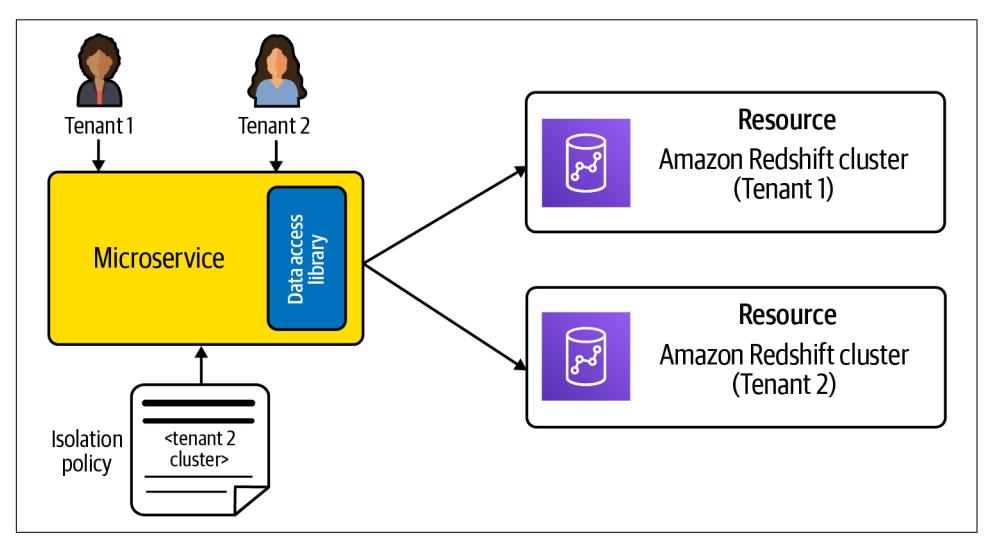 Tenant 1
Tenant 2
Microservice
Data access
library
Resource
Amazon Redshift cluster
(Tenant 1)
Resource
Amazon Redshift cluster
(Tenant 2)
Isolation
policy
<tenant 2
cluster>